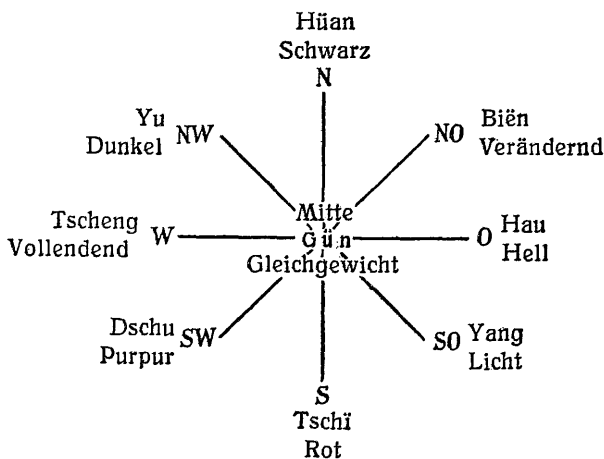 Hüan
Schwarz
N
Yu
Dunkel NW
NO Biën
Verändernd
Mitte
Tscheng
Vollendend W
Gün
O Hau
Hell
Gleichgewicht
Dschu
Purpur SW
SO Yang
Licht
S
Tschï
Rot